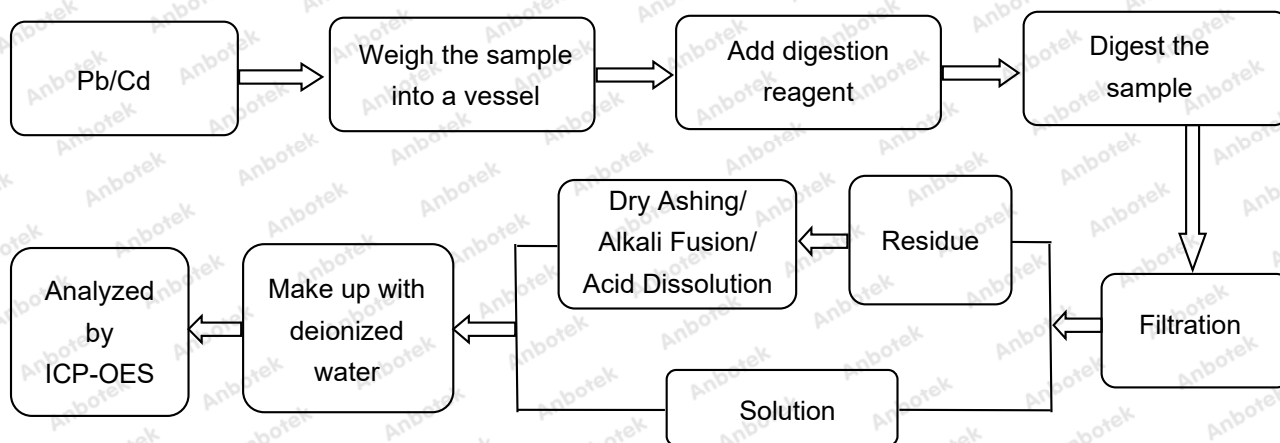 Pb/Cd
Weigh the sample
into a vessel
Add digestion
reagent
Digest the
sample
Filtration
Residue
Dry Ashing/
Alkali Fusion/
Acid Dissolution
Solution
Make up with
deionized
water
Analyzed
by
ICP-OES
Anbotek